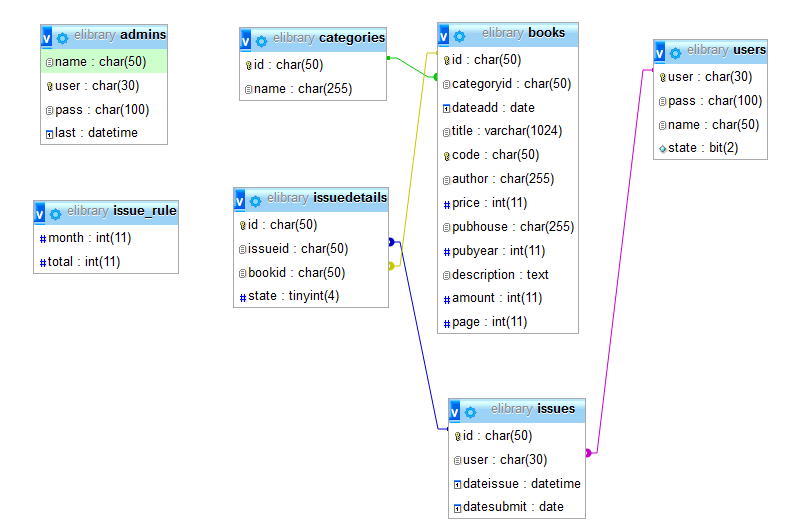 elibrary admins
name : char(50)
user : char(30)
pass : char(100)
last : datetime
elibrary categories
id : char(50)
name : char(255)
elibrary books
id : char(50)
categoryid : char(50)
dateadd : date
title : varchar(1024)
code : char(50)
author : char(255)
price : int(11)
pubhouse : char(255)
pubyear : int(11)
description : text
amount : int(11)
page : int(11)
elibrary users
user : char(30)
pass : char(100)
name : char(50)
state : bit(2)
elibrary issue_rule
month : int(11)
total : int(11)
elibrary issuedetails
id : char(50)
issueid : char(50)
bookid : char(50)
state : tinyint(4)
elibrary issues
id : char(50)
user : char(30)
dateissue : datetime
datesubmit : date